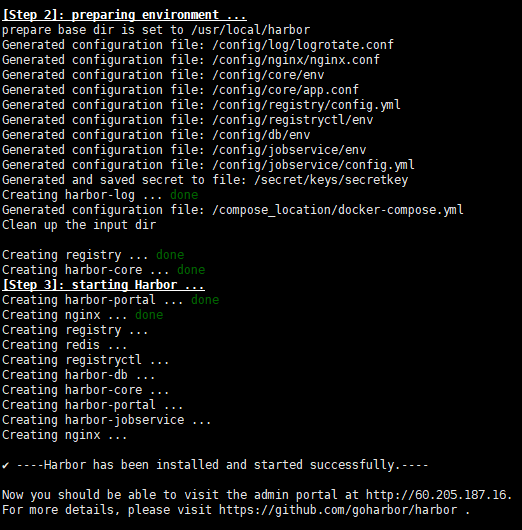 [Step 2]: preparing environment ...
prepare base dir is set to /usr/local/harbor
Generated configuration file: /config/log/logrotate.conf
Generated configuration file: /config/nginx/nginx.conf
Generated configuration file: /config/core/env
Generated configuration file: /config/core/app.conf
Generated configuration file: /config/registry/config.yml
Generated configuration file: /config/registryctl/env
Generated configuration file: /config/db/env
Generated configuration file: /config/jobservice/env
Generated configuration file: /config/jobservice/config.yml
Generated and saved secret to file: /secret/keys/secretkey
Creating harbor-log ... done
Generated configuration file: /compose_location/docker-compose.yml
Clean up the input dir
Creating registry ... done
Creating harbor-core ... done
[Step 3]: starting Harbor ...
Creating harbor-portal ... done
Creating nginx ... done
Creating registry ...
Creating redis ...
Creating registryctl ...
Creating harbor-db ...
Creating harbor-core ...
Creating harbor-portal ...
Creating harbor-jobservice ...
Creating nginx ...
✔ ----Harbor has been installed and started successfully.----
Now you should be able to visit the admin portal at http://60.205.187.16.
For more details, please visit https://github.com/goharbor/harbor .